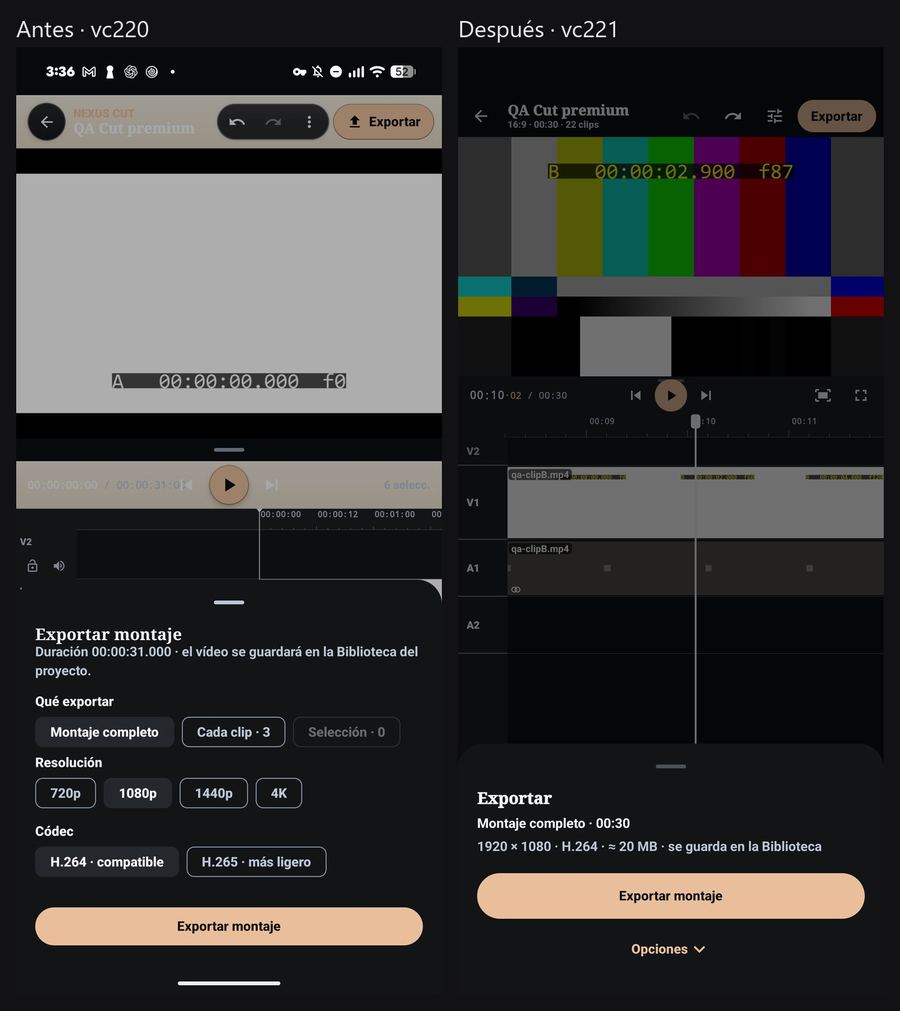 Antes · vc220
3:36
52
NEXUS CUT
QA Cut premium
Exportar
A 00:00:00.000 f0
00:00:00:00 / 00:00:31:0
6 selecc.
00:00:00 00:00:12 00:01:00 00
V2
Exportar montaje
Duración 00:00:31.000 · el vídeo se guardará en la Biblioteca del
proyecto.
Qué exportar
Montaje completo
Cada clip · 3
Selección · 0
Resolución
720p
1080p
1440p
4K
Códec
H.264 · compatible
H.265 · más ligero
Exportar montaje
Después · vc221
QA Cut premium
16:9 · 00:30 · 22 clips
Exportar
B 00:00:02.900 f87
00:10·02 / 00:30
00:09 :10 00:11
V2
qa-clipB.mp4
V1
qa-clipB.mp4
A1
A2
Exportar
Montaje completo · 00:30
1920 × 1080 · H.264 · ≈ 20 MB · se guarda en la Biblioteca
Exportar montaje
Opciones